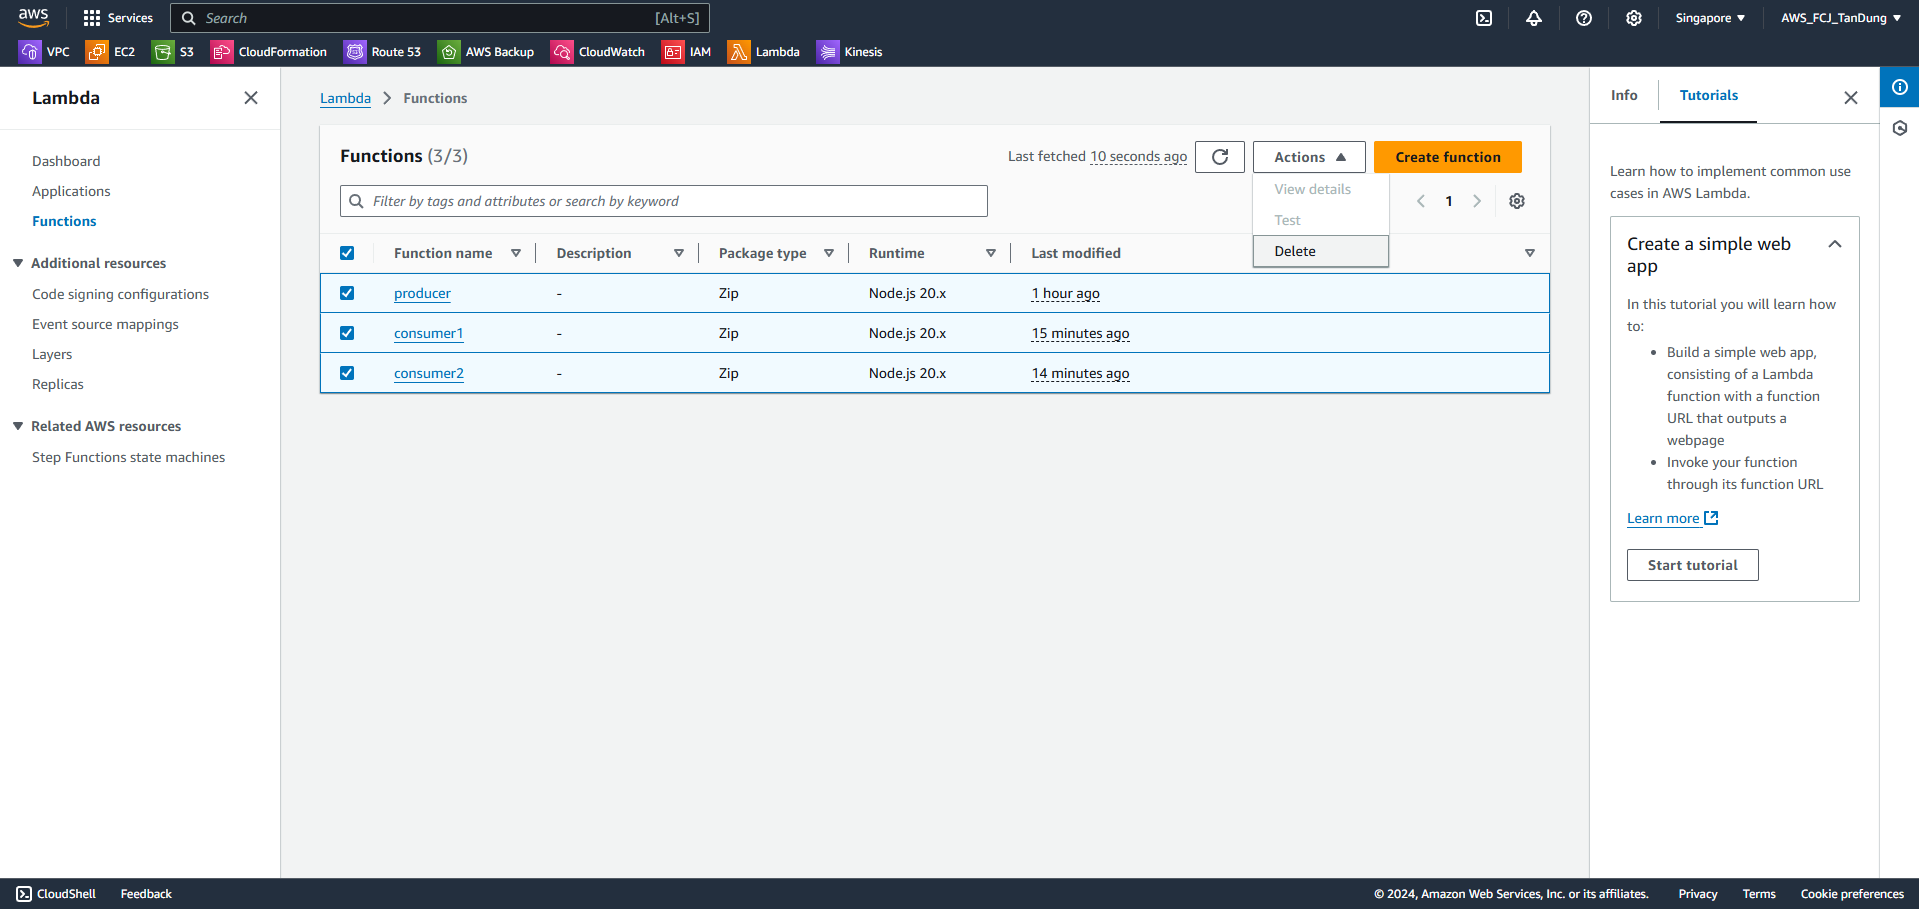 aws
Services
Search
[Alt+S]
Singapore
AWS_FCJ_TanDung
VPC
EC2
S3
CloudFormation
Route 53
AWS Backup
CloudWatch
IAM
Lambda
Kinesis
Lambda
Dashboard
Applications
Functions
Additional resources
Code signing configurations
Event source mappings
Layers
Replicas
Related AWS resources
Step Functions state machines
Lambda
Functions
Functions (3/3)
Last fetched 10 seconds ago
Actions
Create function
View details
Test
Delete
Filter by tags and attributes or search by keyword
1
Function name
Description
Package type
Runtime
Last modified
producer - Zip Node.js 20.x 1 hour ago
consumer1 - Zip Node.js 20.x 15 minutes ago
consumer2 - Zip Node.js 20.x 14 minutes ago
Info
Tutorials
Learn how to implement common use
cases in AWS Lambda.
Create a simple web
app
In this tutorial you will learn how
to:
• Build a simple web app,
consisting of a Lambda
function with a function
URL that outputs a
webpage
• Invoke your function
through its function URL
Learn more
Start tutorial
CloudShell
Feedback
© 2024, Amazon Web Services, Inc. or its affiliates.
Privacy
Terms
Cookie preferences